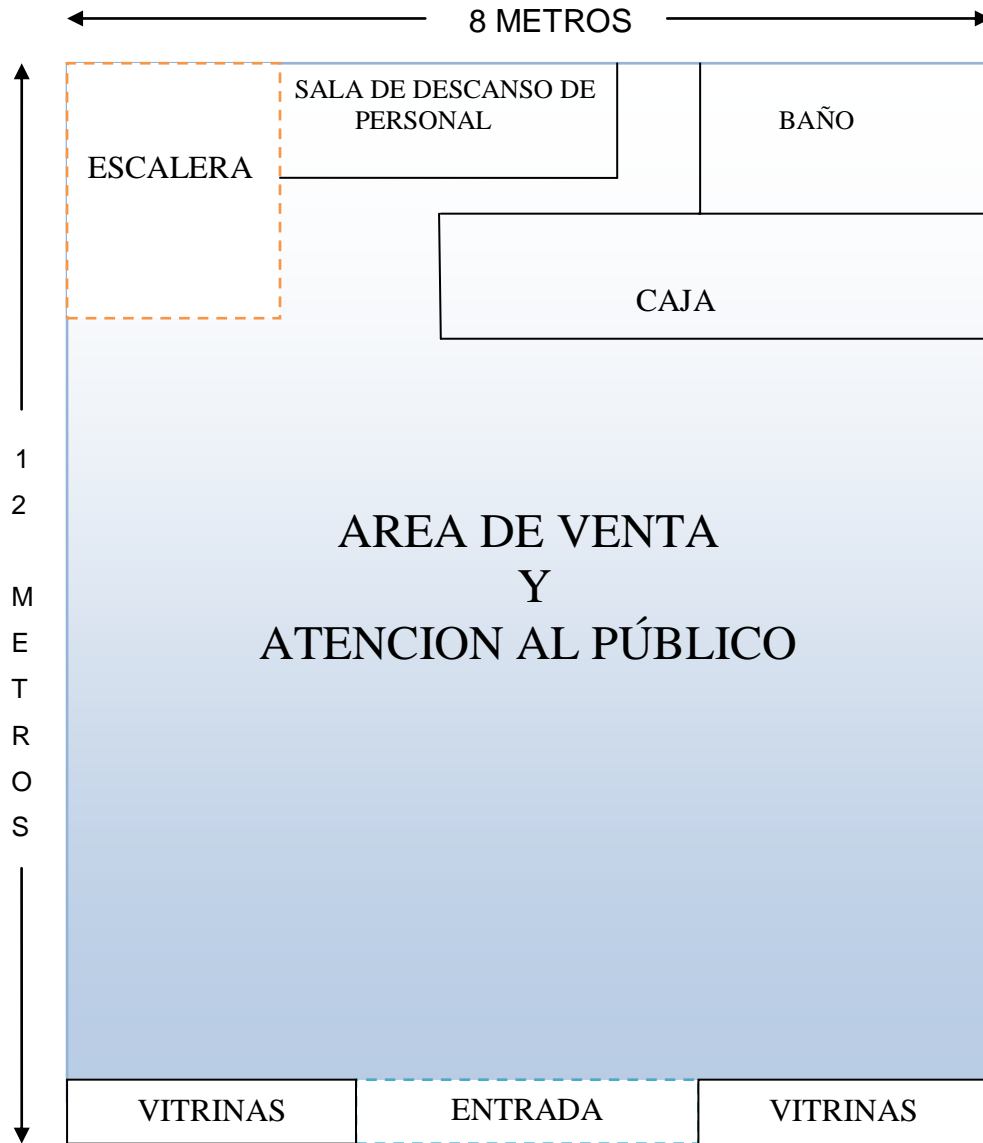 8 METROS
SALA DE DESCANSO DE
PERSONAL
BAÑO
ESCALERA
CAJA
1
2
M
E
T
R
O
S
AREA DE VENTA
Y
ATENCION AL PÚBLICO
VITRINAS
ENTRADA
VITRINAS